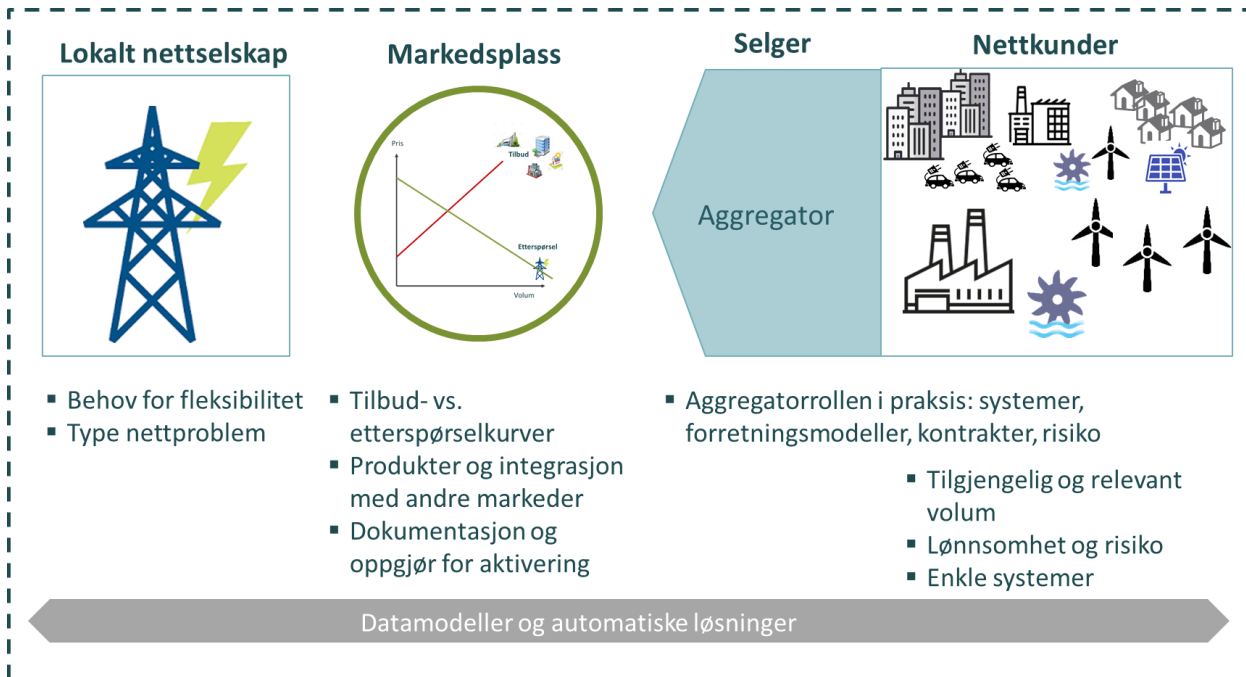 Lokalt nettselskap
Markedsplass
Selger
Nettkunder
Pris
Tilbud
Etterspørsel
Volum
Aggregator
▪ Behov for fleksibilitet
▪ Type nettproblem
▪ Tilbud- vs.
etterspørselkurver
▪ Produkter og integrasjon
med andre markeder
▪ Dokumentasjon og
oppgjør for aktivering
▪ Aggregatorrollen i praksis: systemer,
forretningsmodeller, kontrakter, risiko
▪ Tilgjengelig og relevant
volum
▪ Lønnsomhet og risiko
▪ Enkle systemer
Datamodeller og automatiske løsninger